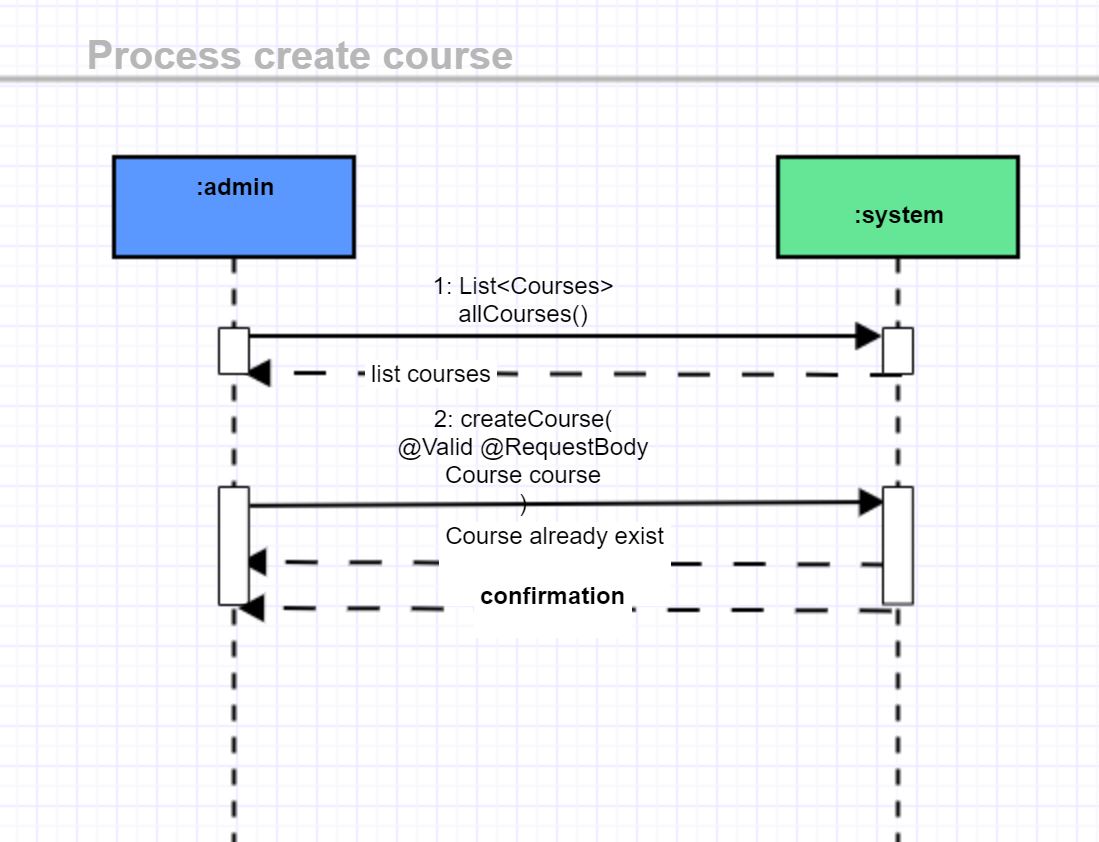 Process create course
:admin
:system
1: List<Courses>
allCourses()
list courses
2: createCourse(
@Valid @RequestBody
Course course
)
Course already exist
confirmation